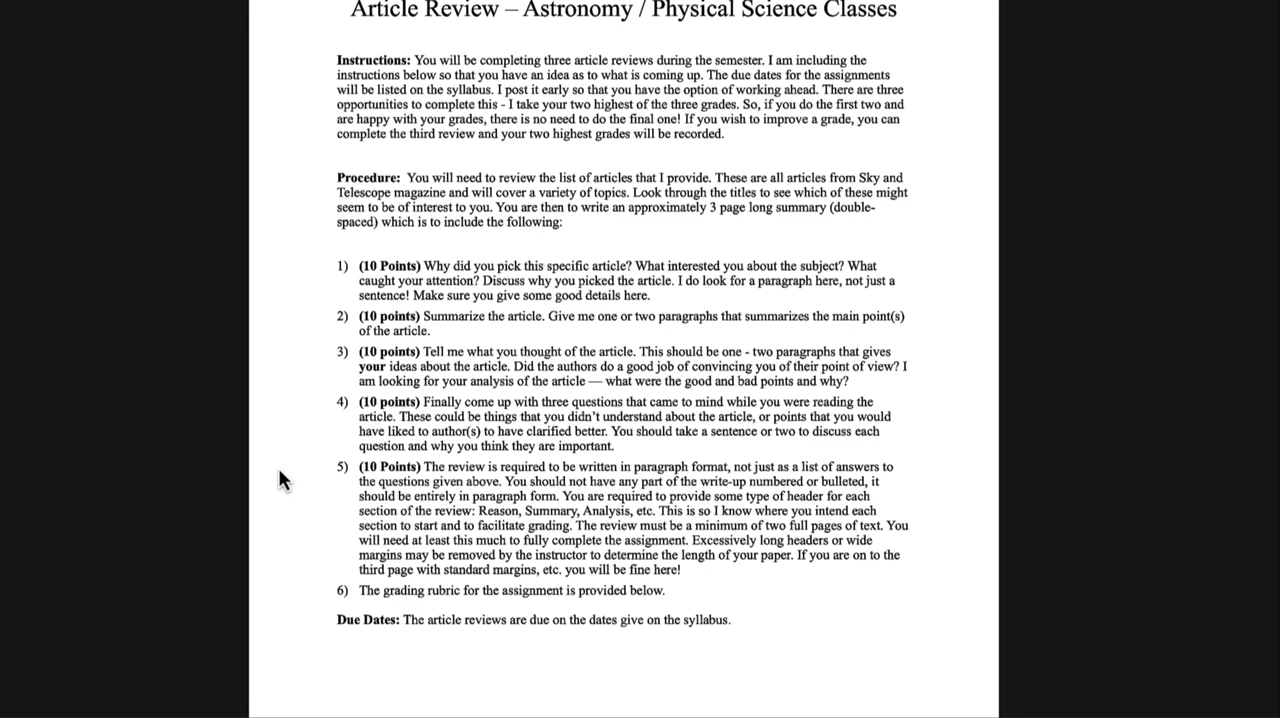 Article Review – Astronomy / Physical Science Classes
Instructions: You will be completing three article reviews during the semester. I am including the
instructions below so that you have an idea as to what is coming up. The due dates for the assignments
will be listed on the syllabus. I post it early so that you have the option of working ahead. There are three
opportunities to complete this - I take your two highest of the three grades. So, if you do the first two and
are happy with your grades, there is no need to do the final one! If you wish to improve a grade, you can
complete the third review and your two highest grades will be recorded.
Procedure: You will need to review the list of articles that I provide. These are all articles from Sky and
Telescope magazine and will cover a variety of topics. Look through the titles to see which of these might
seem to be of interest to you. You are then to write an approximately 3 page long summary (double-
spaced) which is to include the following:
1) (10 Points) Why did you pick this specific article? What interested you about the subject? What
caught your attention? Discuss why you picked the article. I do look for a paragraph here, not just a
sentence! Make sure you give some good details here.
2) (10 points) Summarize the article. Give me one or two paragraphs that summarizes the main point(s)
of the article.
3) (10 points) Tell me what you thought of the article. This should be one - two paragraphs that gives
your ideas about the article. Did the authors do a good job of convincing you of their point of view? I
am looking for your analysis of the article — what were the good and bad points and why?
4) (10 points) Finally come up with three questions that came to mind while you were reading the
article. These could be things that you didn’t understand about the article, or points that you would
have liked to author(s) to have clarified better. You should take a sentence or two to discuss each
question and why you think they are important.
5) (10 Points) The review is required to be written in paragraph format, not just as a list of answers to
the questions given above. You should not have any part of the write-up numbered or bulleted, it
should be entirely in paragraph form. You are required to provide some type of header for each
section of the review: Reason, Summary, Analysis, etc. This is so I know where you intend each
section to start and to facilitate grading. The review must be a minimum of two full pages of text. You
will need at least this much to fully complete the assignment. Excessively long headers or wide
margins may be removed by the instructor to determine the length of your paper. If you are on to the
third page with standard margins, etc. you will be fine here!
6) The grading rubric for the assignment is provided below.
Due Dates: The article reviews are due on the dates give on the syllabus.